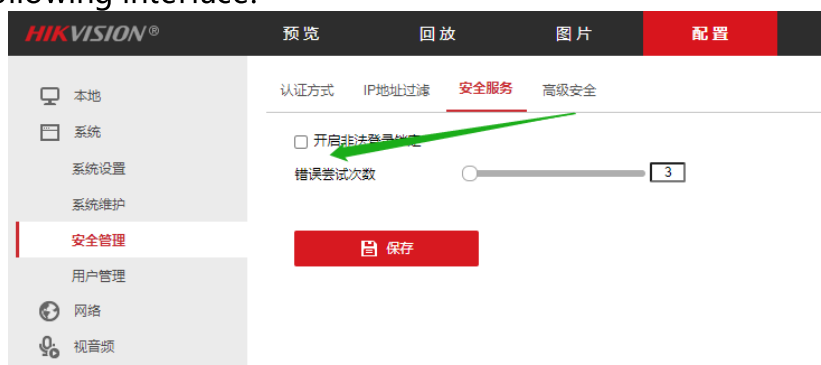 ollowing interface:
HIKVISION® 预览 回放 图片 配置
认证方式 IP地址过滤 安全服务 高级安全
本地
系统
系统设置
系统维护
安全管理
用户管理
网络
视音频
开启非法登录锁定
错误尝试次数 3
保存